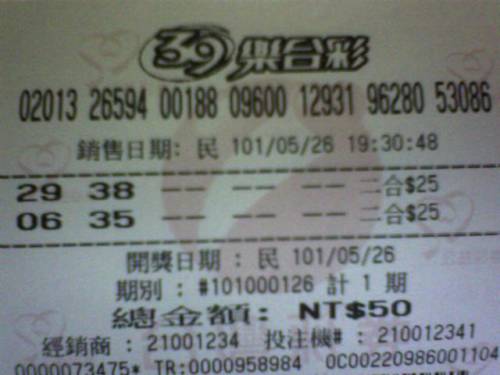 39 樂合彩
02013 26594 00188 09600 12931 96280 53086
銷售日期: 民 101/05/26 19:30:48
29 38 -- -- -- 二合$25
06 35 -- -- -- 二合$25
開獎日期 : 民 101/05/26
期別 : #101000126 計 1 期
總金額: NT$50
經銷商 : 21001234 投注機# : 210012341
0000073475* TR:0000958984 0C00220986001104